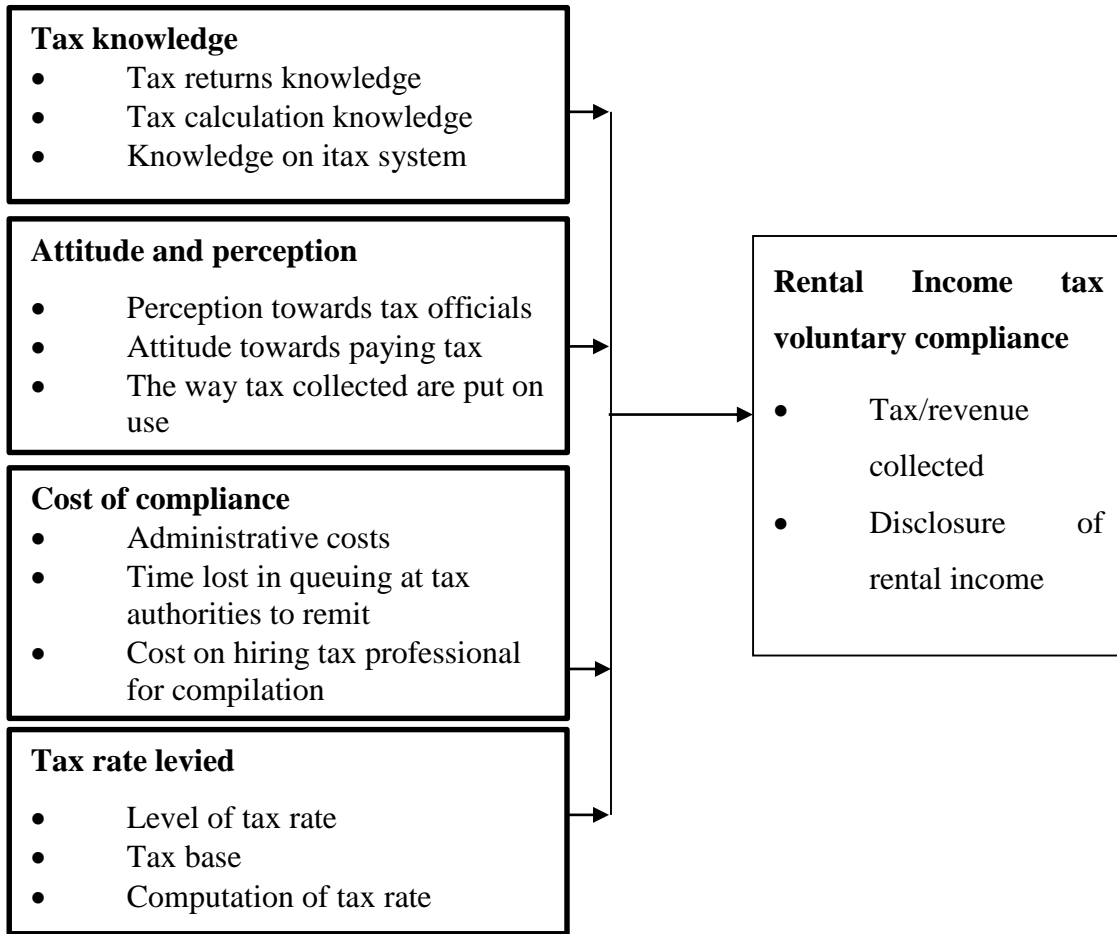 Tax knowledge
• Tax returns knowledge
• Tax calculation knowledge
• Knowledge on itax system
Attitude and perception
• Perception towards tax officials
• Attitude towards paying tax
• The way tax collected are put on
use
Cost of compliance
• Administrative costs
• Time lost in queuing at tax
authorities to remit
• Cost on hiring tax professional
for compilation
Tax rate levied
• Level of tax rate
• Tax base
• Computation of tax rate
Rental Income tax
voluntary compliance
• Tax/revenue
collected
• Disclosure of
rental income